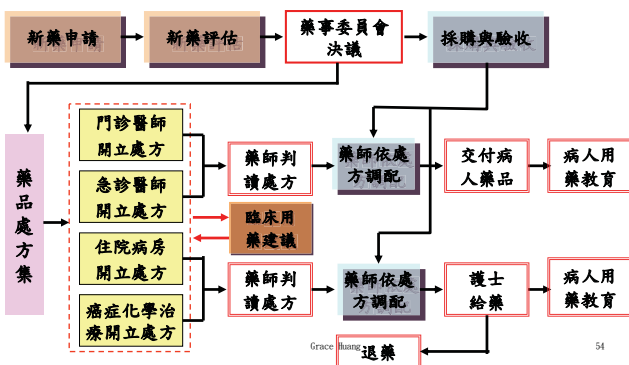 新藥申請
新藥評估
藥事委員會
決議
採購與驗收
藥
品
處
方
集
門診醫師
開立處方
急診醫師
開立處方
住院病房
開立處方
癌症化學治
療開立處方
藥師判
讀處方
藥師依處
方調配
交付病
人藥品
病人用
藥教育
臨床用
藥建議
藥師判
讀處方
藥師依處
方調配
護士
給藥
病人用
藥教育
退藥
Grace Huang
54